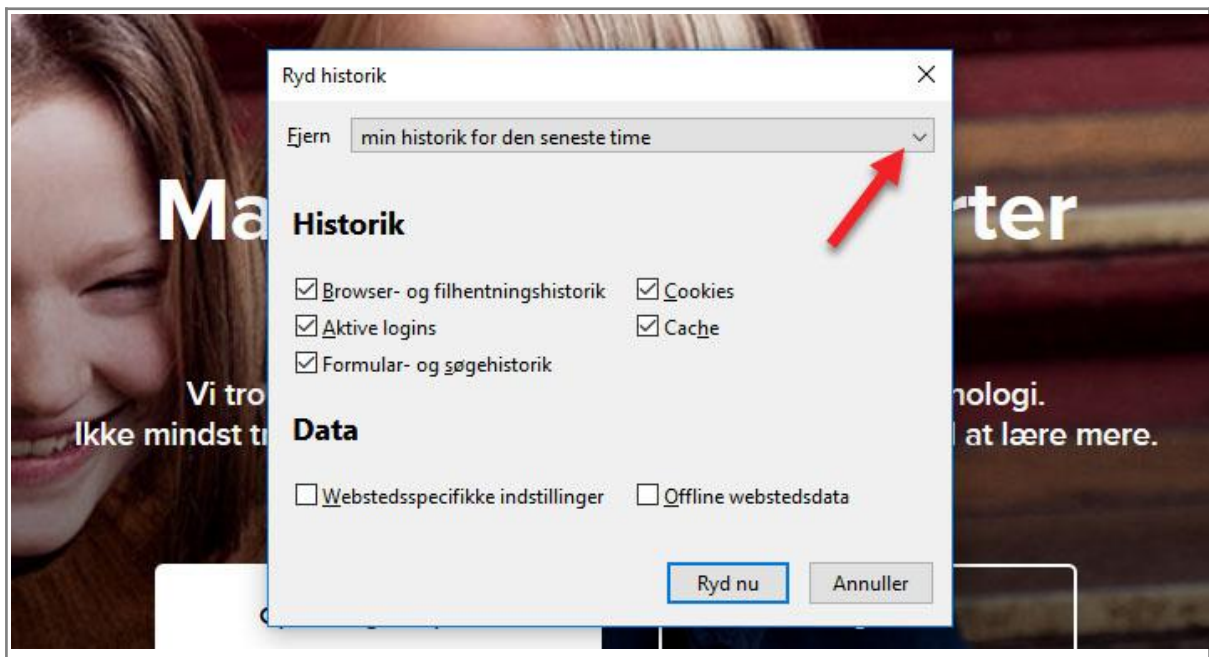 Ryd historik
Fjern min historik for den seneste time
Ma rter
Historik
Browser- og filhentningshistorik Cookies
Aktive logins Cache
Formular- og søgehistorik
Vi tro nologi.
Ikke mindst tr at lære mere.
Data
Webstedsspecifikke indstillinger Offline webstedsdata
Ryd nu Annuller